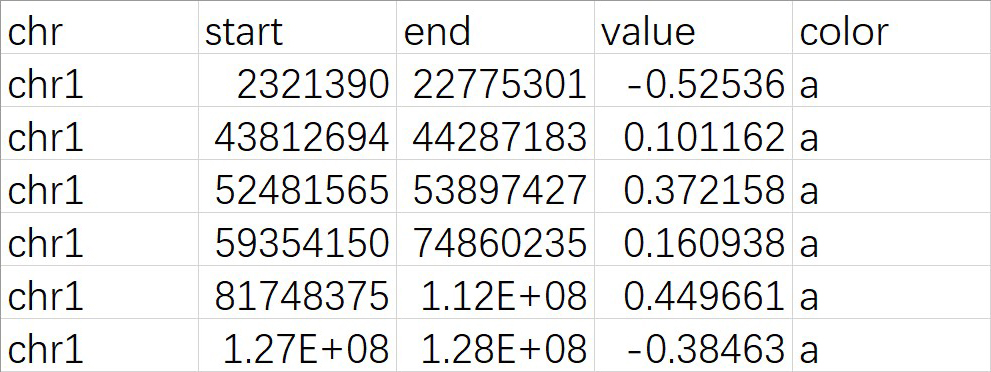 chr start end value color
chr1 2321390 22775301 -0.52536 a
chr1 43812694 44287183 0.101162 a
chr1 52481565 53897427 0.372158 a
chr1 59354150 74860235 0.160938 a
chr1 81748375 1.12E+08 0.449661 a
chr1 1.27E+08 1.28E+08 -0.38463 a